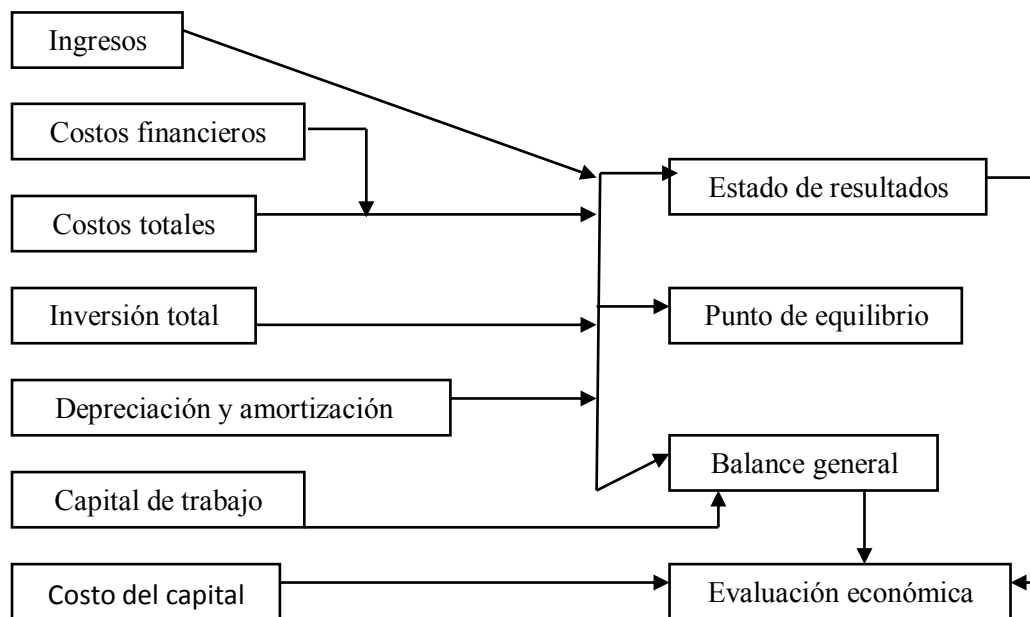 Ingresos
Costos financieros
Costos totales
Inversión total
Depreciación y amortización
Capital de trabajo
Costo del capital
Estado de resultados
Punto de equilibrio
Balance general
Evaluación económica